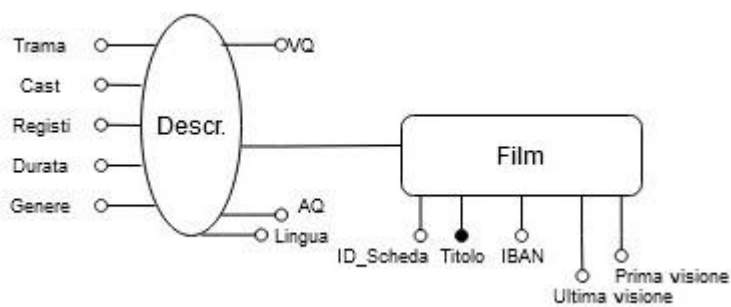 Trama
VQ
Cast
Registi
Descr.
Durata
Genere
AQ
Lingua
Film
ID_Scheda
Titolo
IBAN
Prima visione
Ultima visione